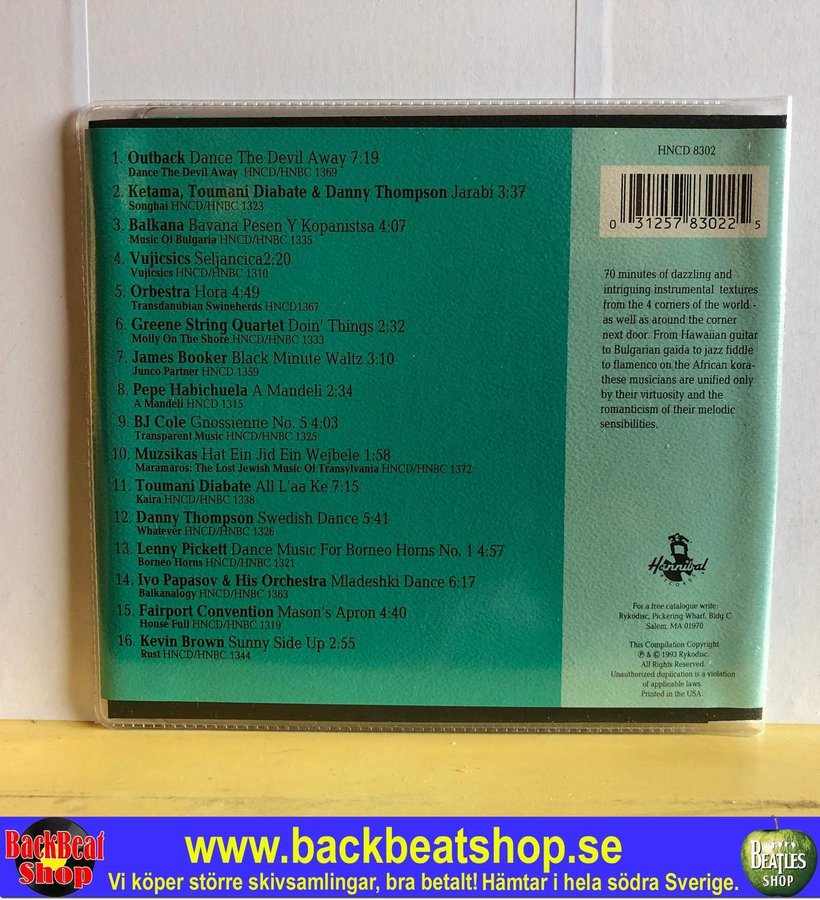 1. Outback Dance The Devil Away 7:19
Dance The Devil Away HNCD/HNBC 1369
2. Ketama, Toumani Diabate & Danny Thompson Jarabi 3:37
Songhai HNCD/HNBC 1323
3. Balkana Bavana Pesen Y Kopanistsa 4:07
Music Of Bulgaria HNCD/HNBC 1335
4. Vujicsics Seljancica2:20
Vujicsics HNCD/HNBC 1310
5. Orbestra Hora 4:49
Transdanubian Swineherds HNCD1367
6. Greene String Quartet Doin' Things 2:32
Molly On The Shore HNCD/HNBC 1333
7. James Booker Black Minute Waltz 3:10
Junco Partner HNCD 1359
8. Pepe Habichuela A Mandeli 2:34
A Mandeli HNCD 1315
9. BJ Cole Gnossienne No. 5 4:03
Transparent Music HNCD/HNBC 1325
10. Muzsikas Hat Ein Jid Ein Wejbele 1:58
Maramaros: The Lost Jewish Music Of Transylvania HNCD/HNBC 1372
11. Toumani Diabate All L'aa Ke 7:15
Kaira HNCD/HNBC 1338
12. Danny Thompson Swedish Dance 5:41
Whatever HNCD/HNBC 1326
13. Lenny Pickett Dance Music For Borneo Horns No. 1 4:57
Borneo Horns HNCD/HNBC 1321
14. Ivo Papasov & His Orchestra Mladeshki Dance 6:17
Balkanalogy HNCD/HNBC 1363
15. Fairport Convention Mason's Apron 4:40
House Full HNCD/HNBC 1319
16. Kevin Brown Sunny Side Up 2:55
Rust HNCD/HNBC 1344
HNCD 8302
0 31257 83022 5
70 minutes of dazzling and
intriguing instrumental textures
from the 4 corners of the world -
as well as around the corner
next door. From Hawaiian guitar
to Bulgarian gaida to jazz fiddle
to flamenco on the African kora-
these musicians are unified only
by their virtuosity and the
romanticism of their melodic
sensibilities.
Hannibal
RECORDS
For a free catalogue write:
Rykodisc, Pickering Wharf, Bldg C
Salem, MA 01970
This Compilation Copyright
℗ & © 1993 Rykodisc.
All Rights Reserved.
Unauthorized duplication is a violation
of applicable laws.
Printed in the USA.
BackBeat
Shop
www.backbeatshop.se
Vi köper större skivsamlingar, bra betalt! Hämtar i hela södra Sverige.
BEATLES
SHOP